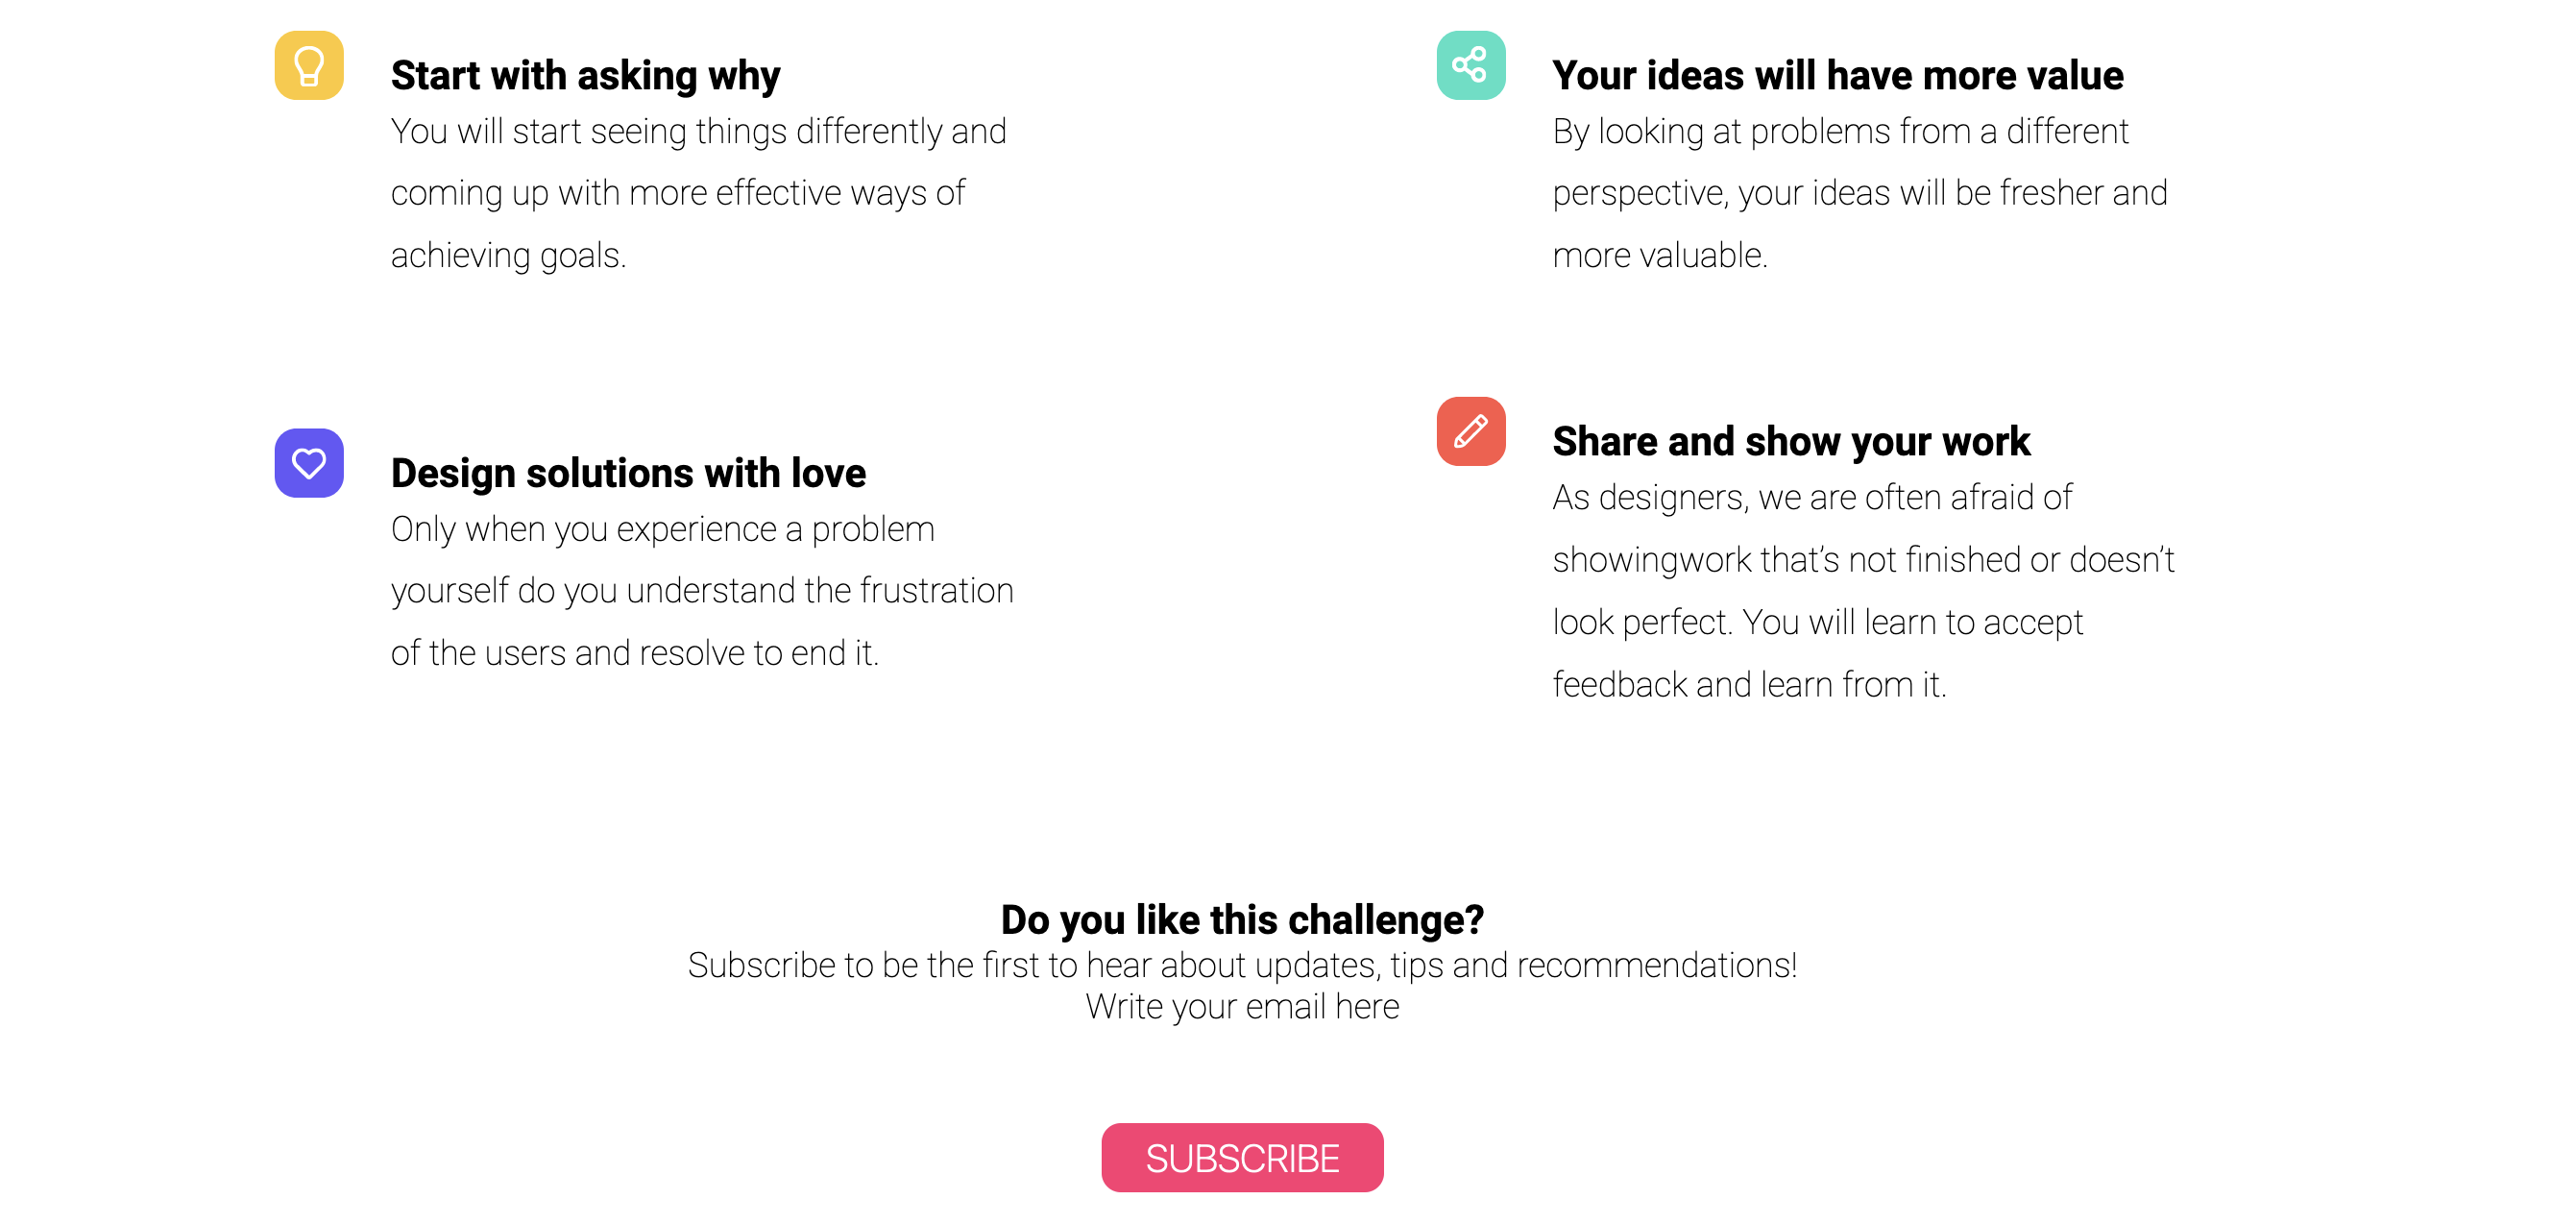 Start with asking why
You will start seeing things differently and
coming up with more effective ways of
achieving goals.
Your ideas will have more value
By looking at problems from a different
perspective, your ideas will be fresher and
more valuable.
Design solutions with love
Only when you experience a problem
yourself do you understand the frustration
of the users and resolve to end it.
Share and show your work
As designers, we are often afraid of
showingwork that’s not finished or doesn’t
look perfect. You will learn to accept
feedback and learn from it.
Do you like this challenge?
Subscribe to be the first to hear about updates, tips and recommendations!
Write your email here
SUBSCRIBE